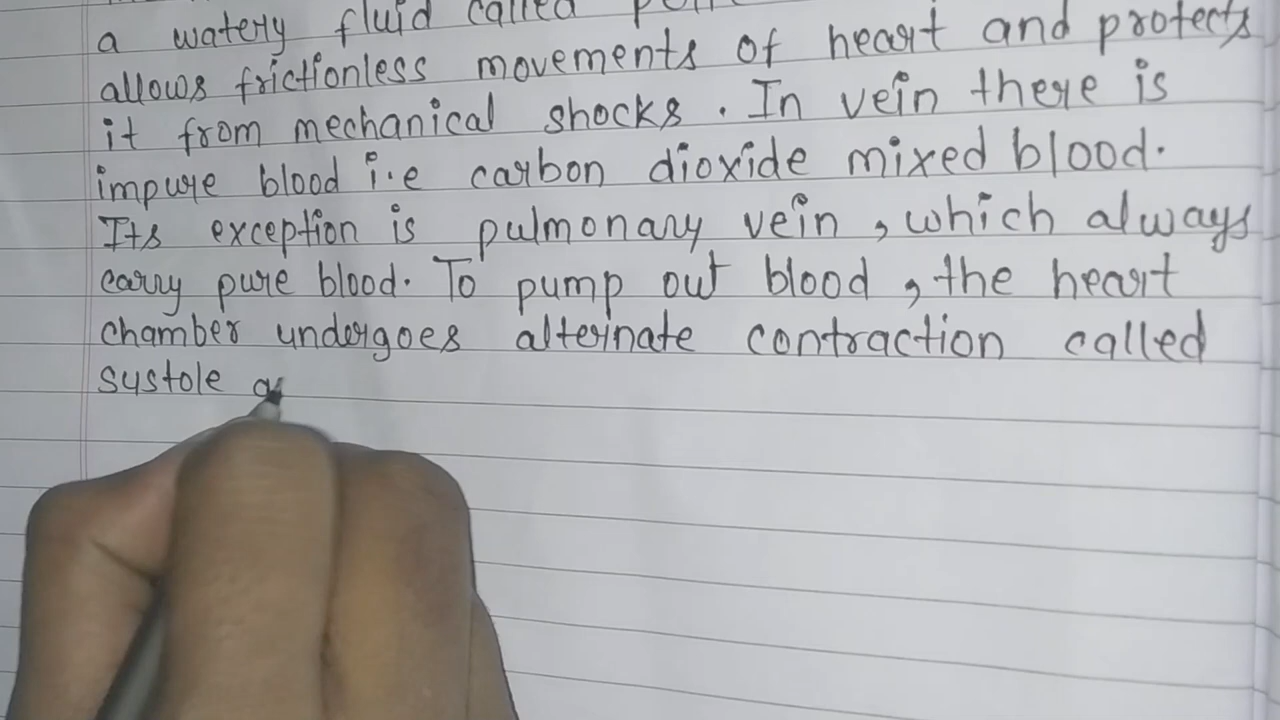 a watery fluid called
allows frictionless movements of heart and protects
it from mechanical shocks. In vein there is
impure blood i.e carbon dioxide mixed blood.
Its exception is pulmonary vein, which always
carry pure blood. To pump out blood, the heart
chamber undergoes alternate contraction called
systole a